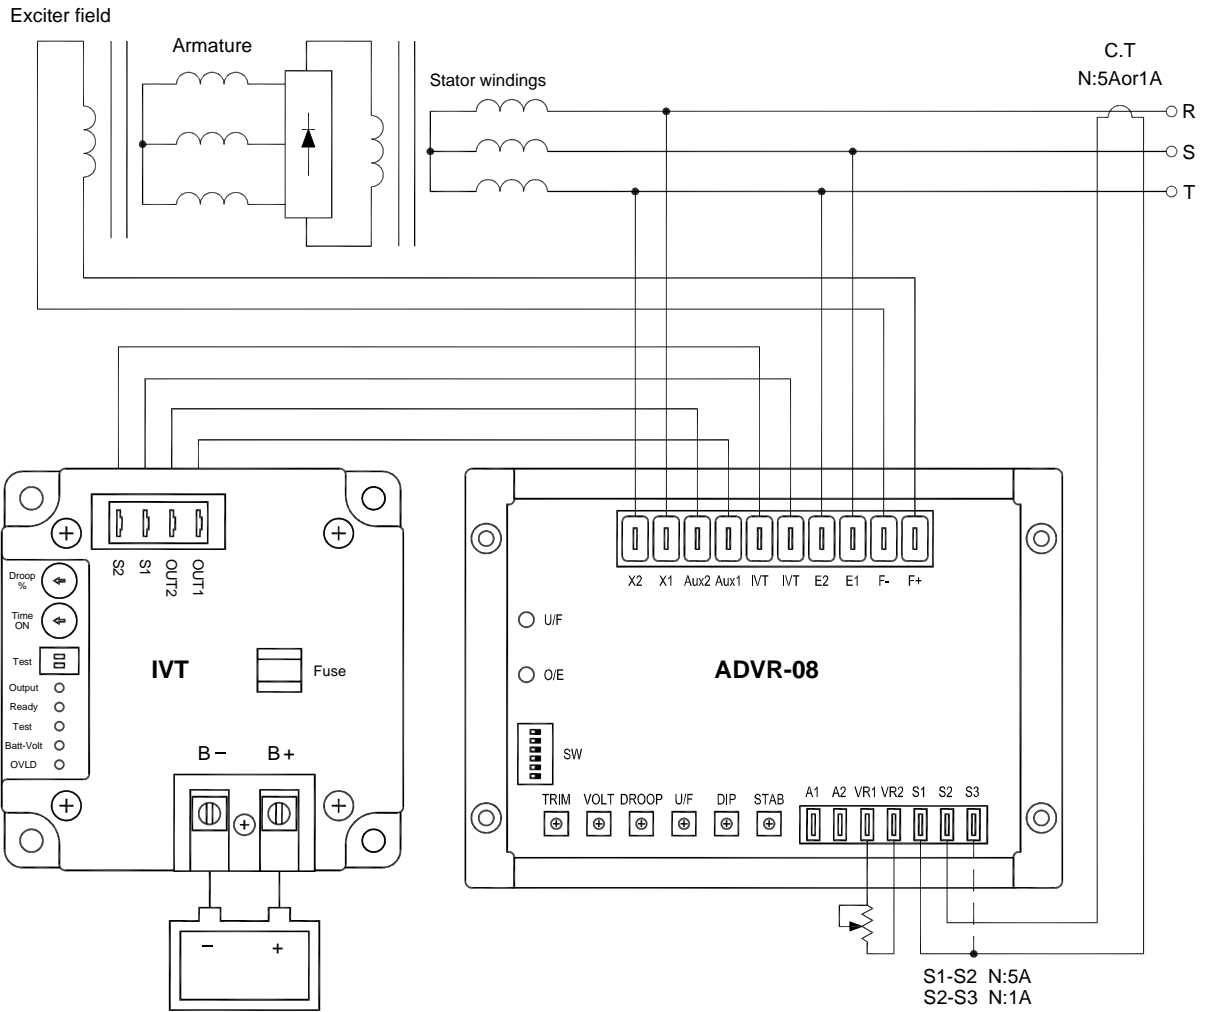 Exciter field
Armature
Stator windings
C.T
N:5Aor1A
R
S
T
S2
S1
OUT2
OUT1
Droop
%
Time
ON
Test
Output
Ready
Test
Batt-Volt
OVLD
IVT
Fuse
B −
B +
−
+
X2 X1 Aux2 Aux1 IVT IVT E2 E1 F- F+
U/F
O/E
ADVR-08
SW
TRIM VOLT DROOP U/F DIP STAB
A1 A2 VR1 VR2 S1 S2 S3
S1-S2 N:5A
S2-S3 N:1A